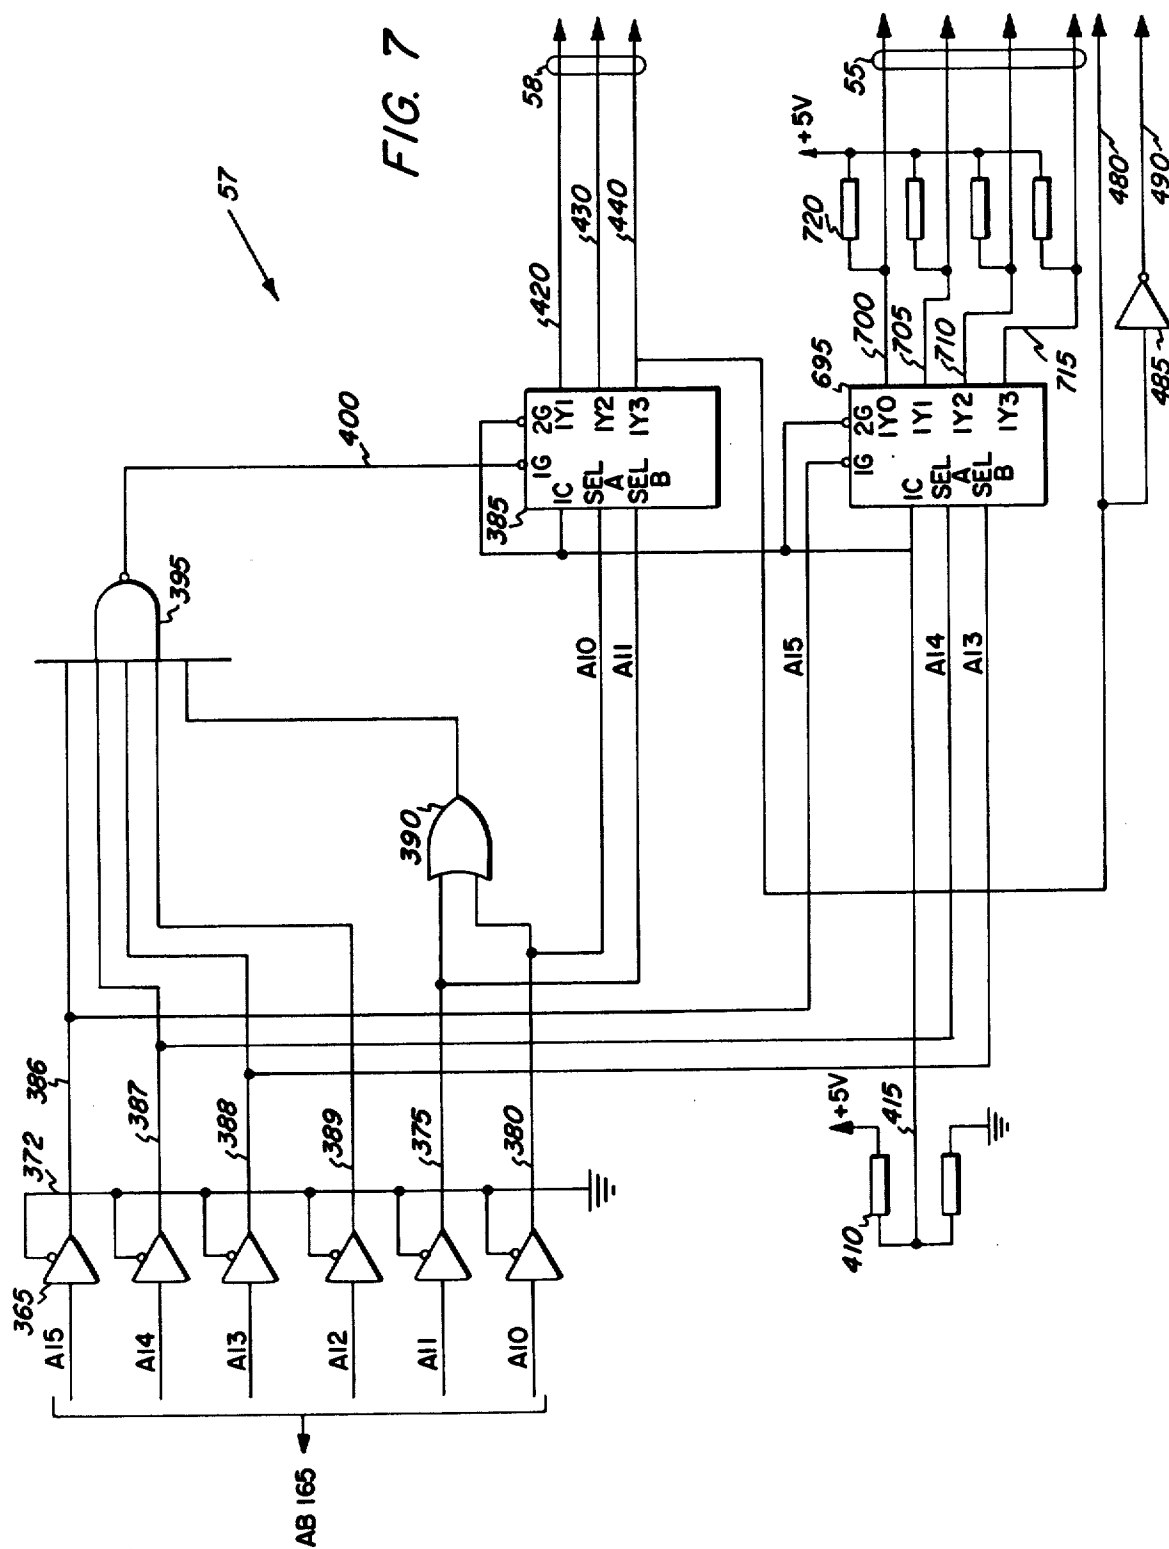 FIG. 7
57
AB 165
A15
A14
A13
A12
A11
A10
365
372
386
387
388
389
375
380
390
395
400
385
1G
2G
1C
1Y1
SEL
A
1Y2
SEL
B
1Y3
A10
A11
420
430
440
58
A15
A14
A13
695
1G
2G
1C
1Y0
SEL
A
1Y1
SEL
B
1Y2
1Y3
700
705
710
715
720
+5V
55
410
+5V
415
480
485
490